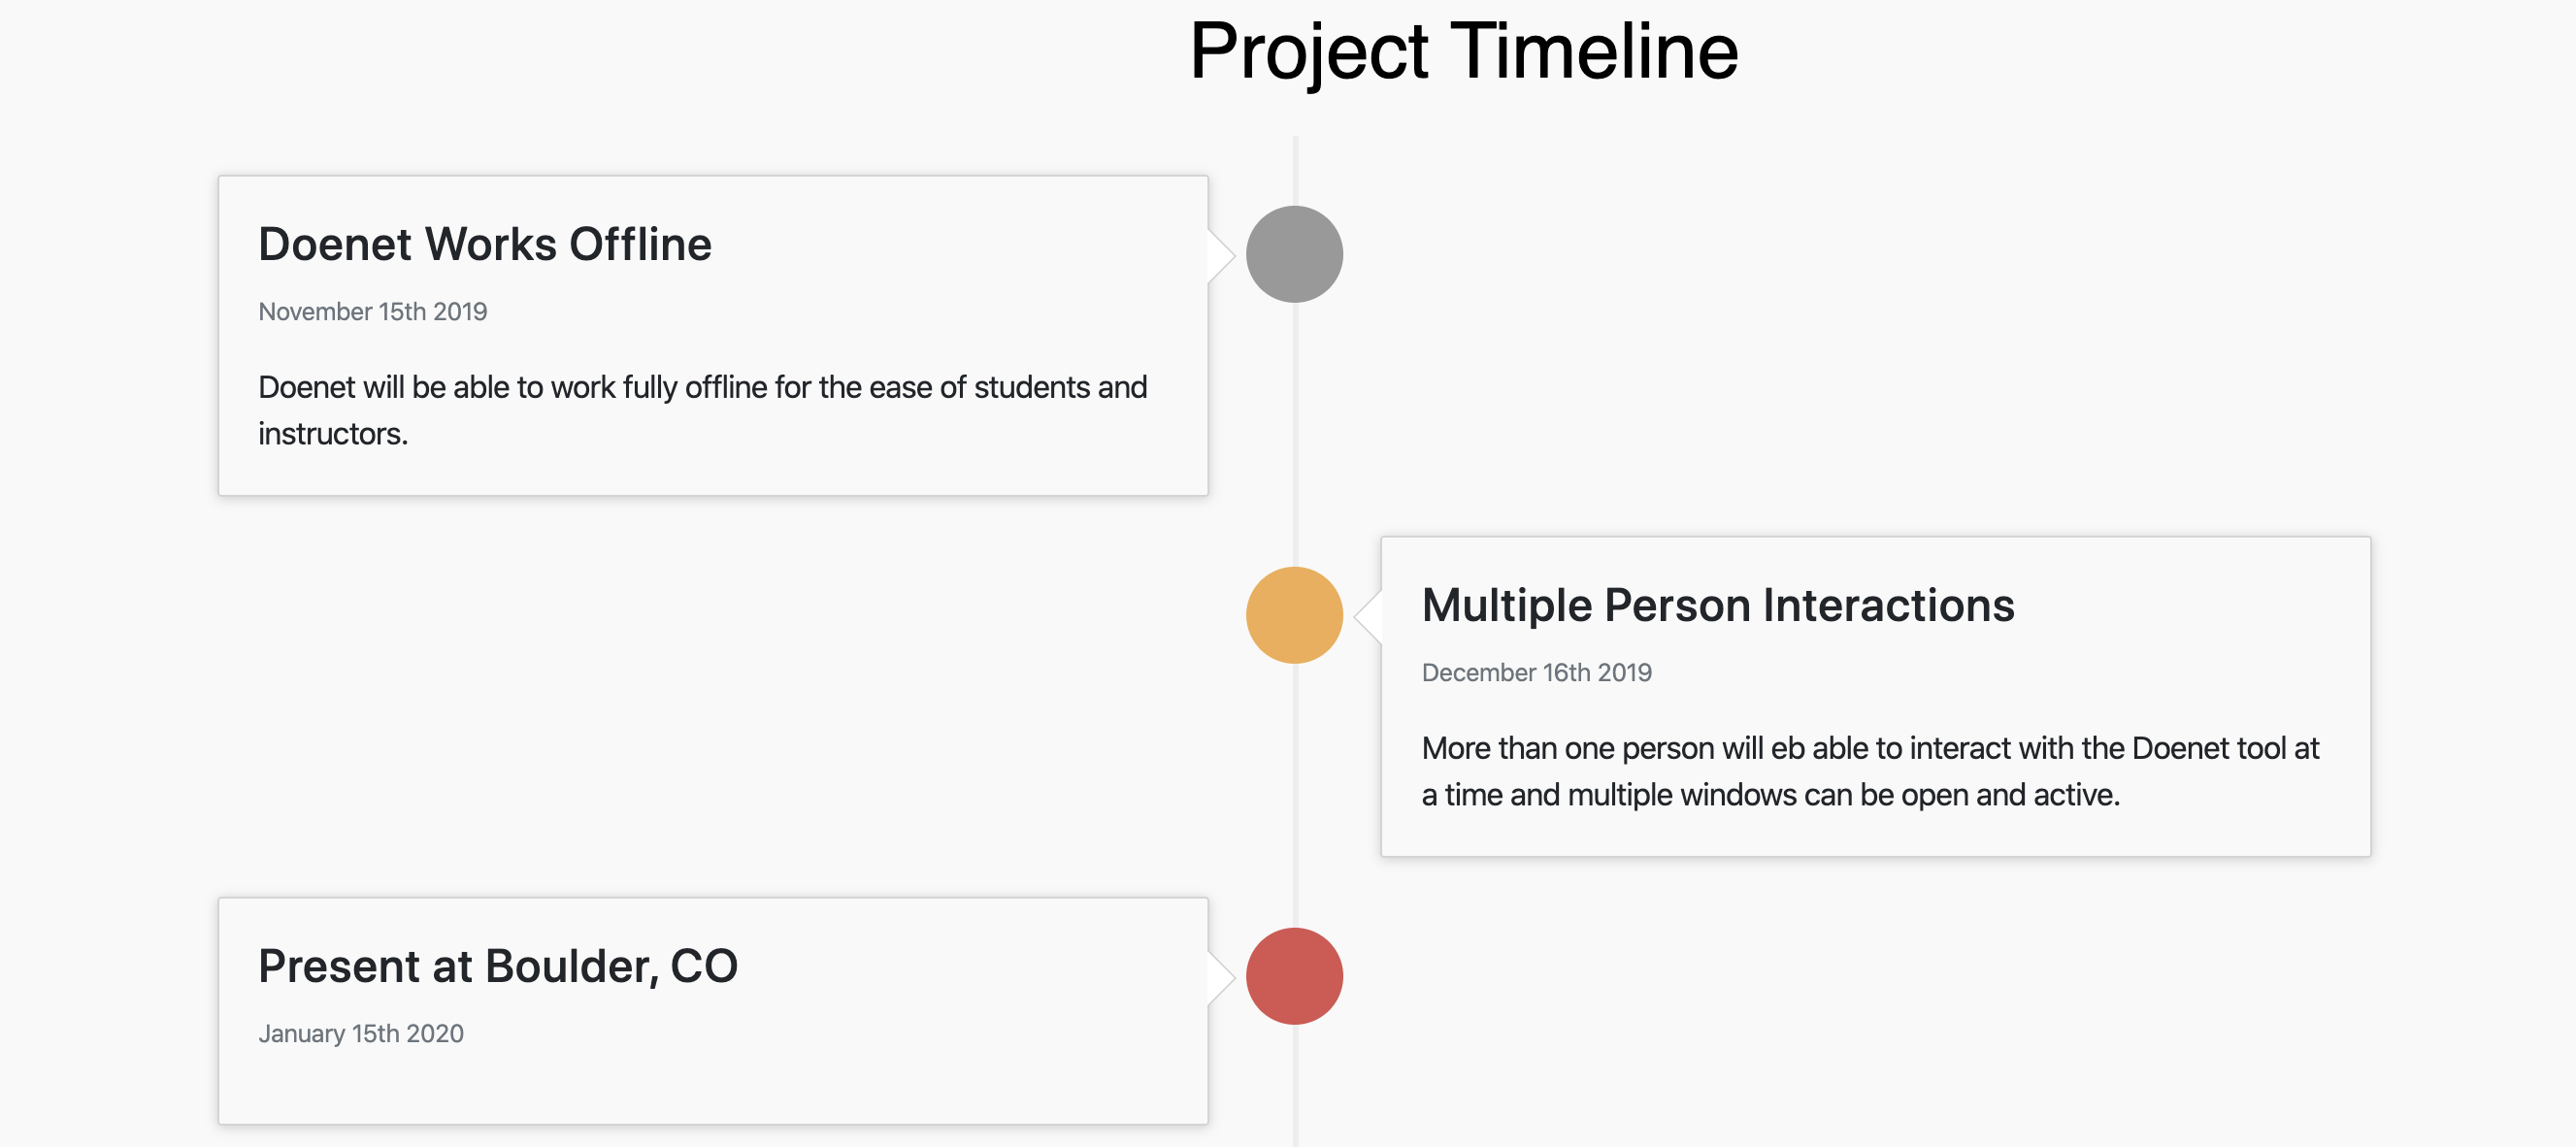 Project Timeline
Doenet Works Offline
November 15th 2019
Doenet will be able to work fully offline for the ease of students and
instructors.
Multiple Person Interactions
December 16th 2019
More than one person will eb able to interact with the Doenet tool at
a time and multiple windows can be open and active.
Present at Boulder, CO
January 15th 2020